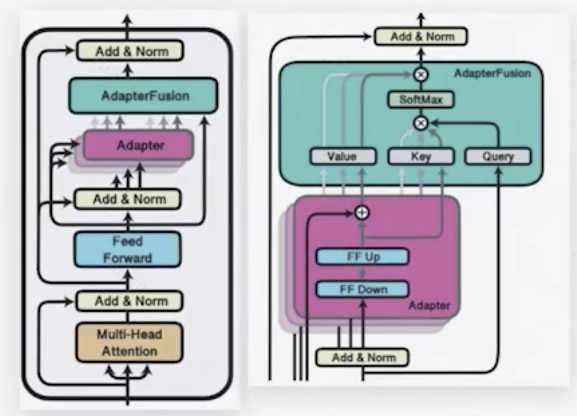 Add & Norm
AdapterFusion
Adapter
Add & Norm
Feed
Forward
Add & Norm
Multi-Head
Attention
Add & Norm
AdapterFusion
SoftMax
Value
Key
Query
FF Up
FF Down
Adapter
Add & Norm